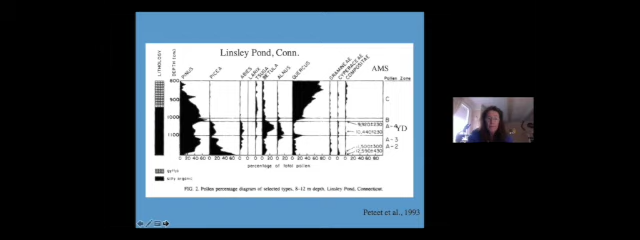 Linsley Pond, Conn.
AMS
LITHOLOGY
DEPTH (cm)
PINUS
PICEA
ABIES
LARIX
TSUGA
BETULA
ALNUS
QUERCUS
GRAMINEAE
CYPERACEAE
COMPOSITAE
Pollen Zone
800
900
1000
1100
C
B
A-4
YD
A-3
A-2
percentage of total pollen
gyttja
silty organic
FIG. 2. Pollen percentage diagram of selected types, 8-12 m depth, Linsley Pond, Connecticut.
Peteet et al., 1993